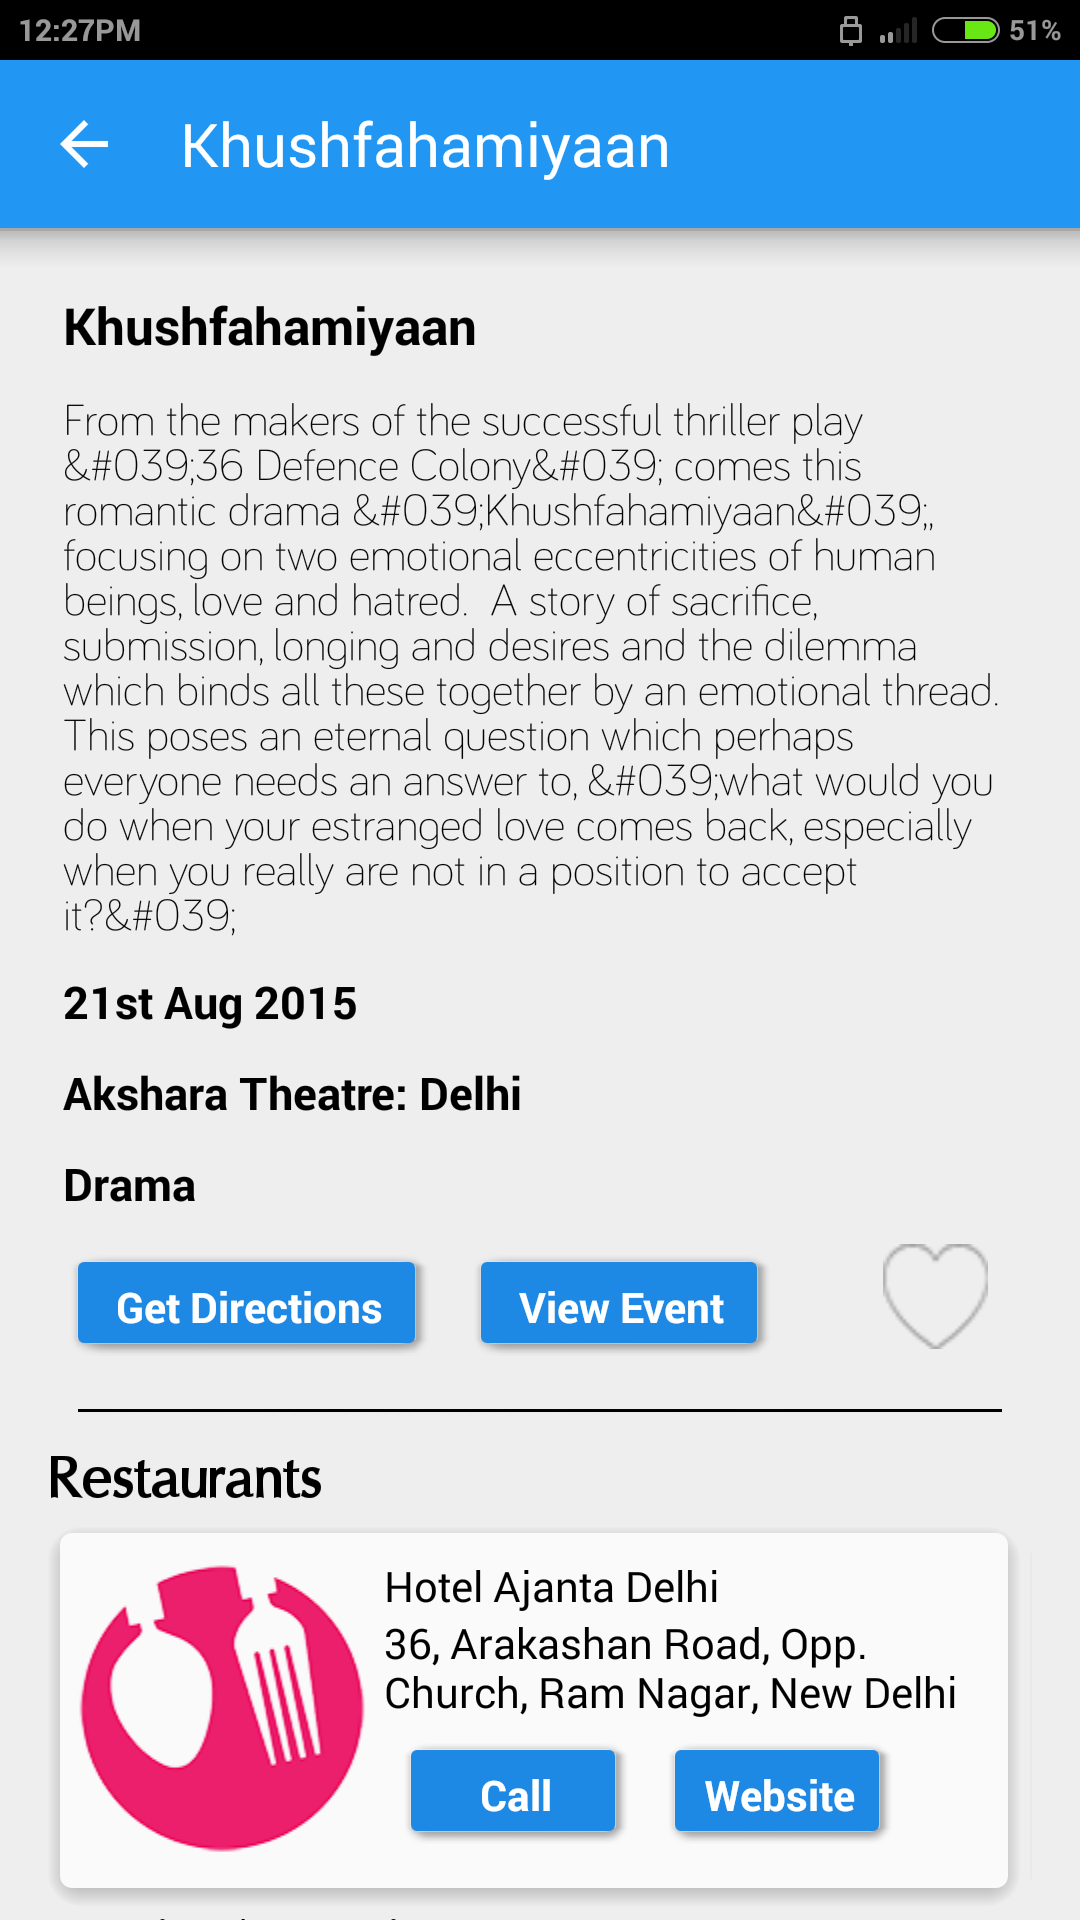 12:27PM 51%
Khushfahamiyaan
Khushfahamiyaan
From the makers of the successful thriller play
&#039;36 Defence Colony&#039; comes this
romantic drama &#039;Khushfahamiyaan&#039;,
focusing on two emotional eccentricities of human
beings, love and hatred.  A story of sacrifice,
submission, longing and desires and the dilemma
which binds all these together by an emotional thread.
This poses an eternal question which perhaps
everyone needs an answer to, &#039;what would you
do when your estranged love comes back, especially
when you really are not in a position to accept
it?&#039;
21st Aug 2015
Akshara Theatre: Delhi
Drama
Get Directions View Event
Restaurants
Hotel Ajanta Delhi
36, Arakashan Road, Opp.
Church, Ram Nagar, New Delhi
Call Website